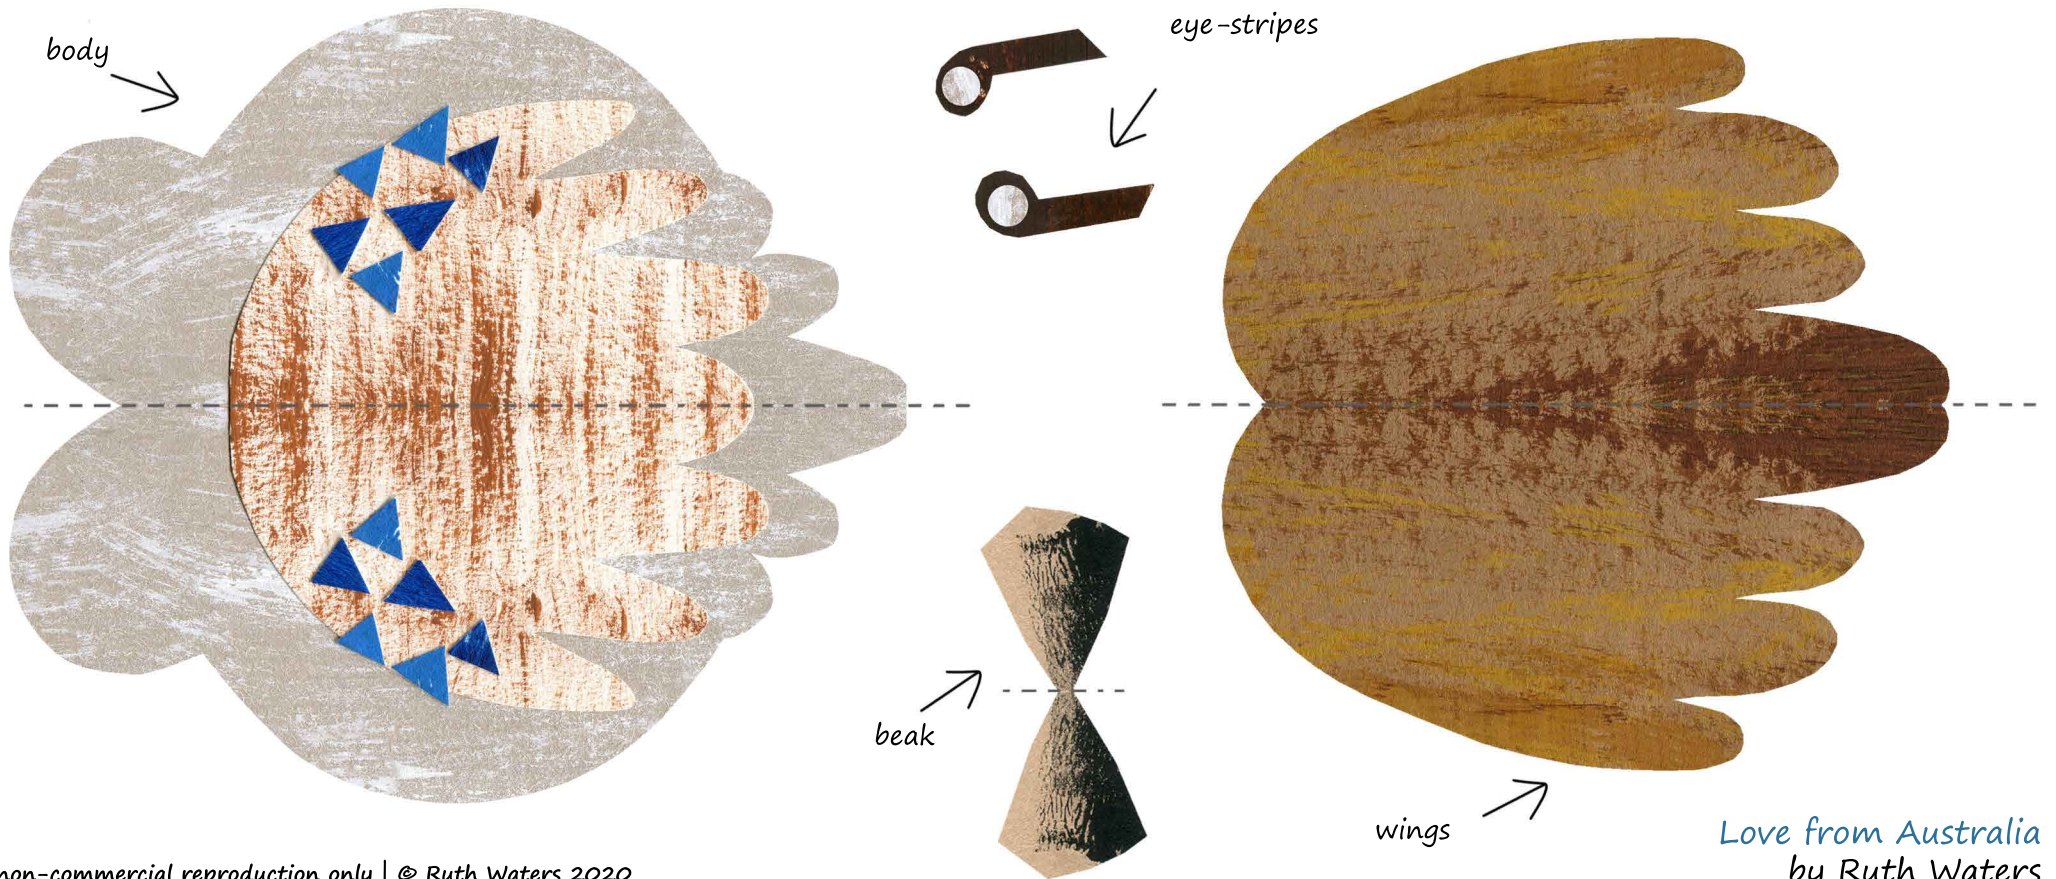 body
eye-stripes
beak
wings
Love from Australia
by Ruth Waters
non-commercial reproduction only | © Ruth Waters 2020